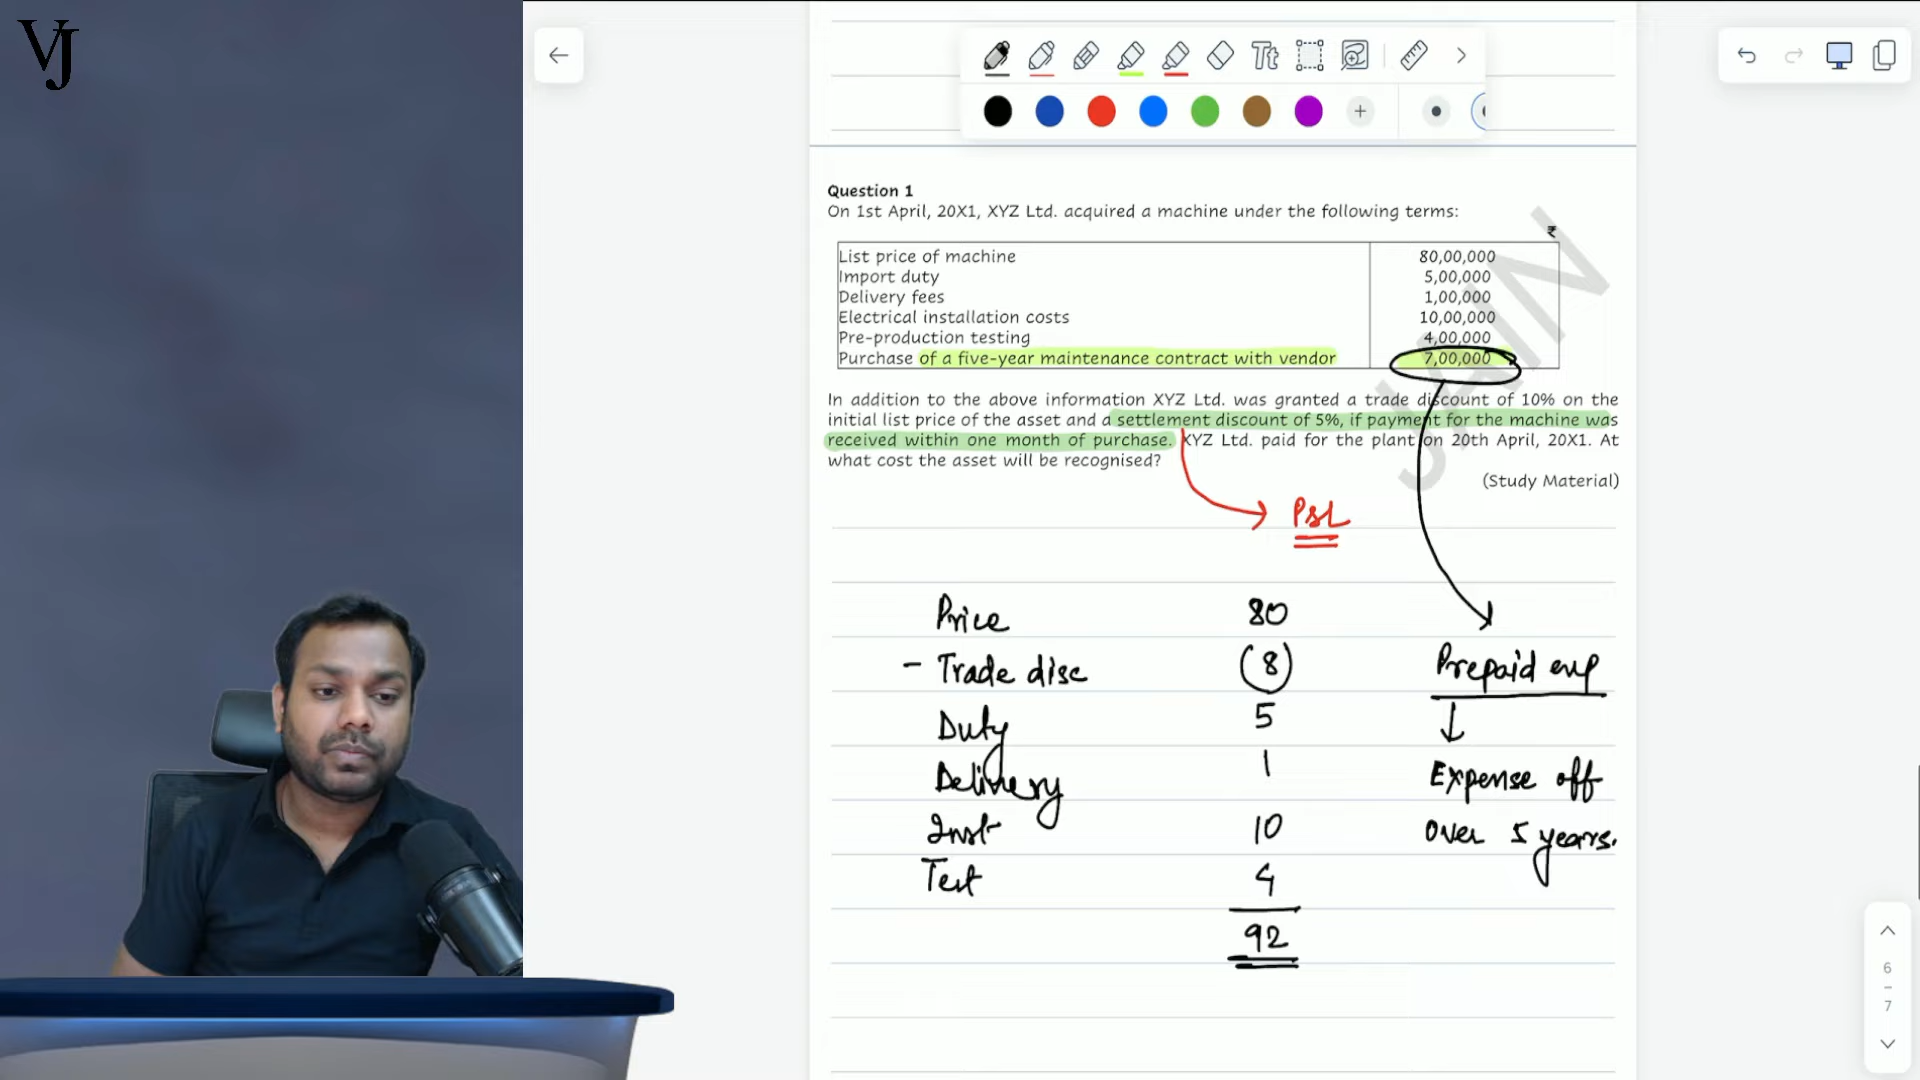 VJ
Tt
Question 1
On 1st April, 20X1, XYZ Ltd. acquired a machine under the following terms:
₹
List price of machine 80,00,000
Import duty 5,00,000
Delivery fees 1,00,000
Electrical installation costs 10,00,000
Pre-production testing 4,00,000
Purchase of a five-year maintenance contract with vendor 7,00,000
JAIN
In addition to the above information XYZ Ltd. was granted a trade discount of 10% on the
initial list price of the asset and a settlement discount of 5%, if payment for the machine was
received within one month of purchase. XYZ Ltd. paid for the plant on 20th April, 20X1. At
what cost the asset will be recognised?
(Study Material)
P&L
Price 80
- Trade disc (8) Prepaid exp
Duty 5
Delivery 1 Expense off
Inst 10 Over 5 years.
Test 4
92
6
-
7